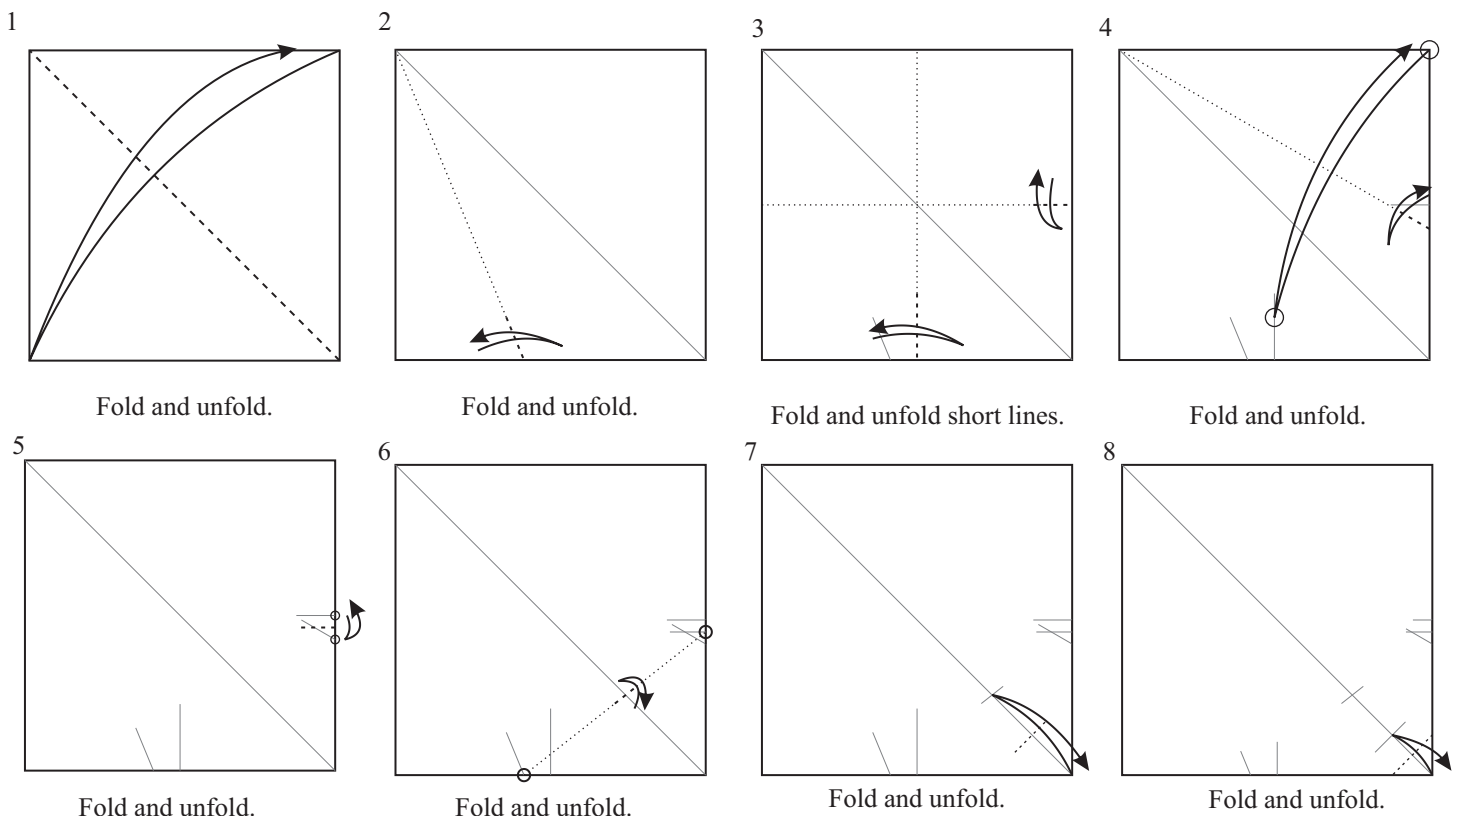 1
2
3
4
Fold and unfold.
Fold and unfold.
Fold and unfold short lines.
Fold and unfold.
5
6
7
8
Fold and unfold.
Fold and unfold.
Fold and unfold.
Fold and unfold.